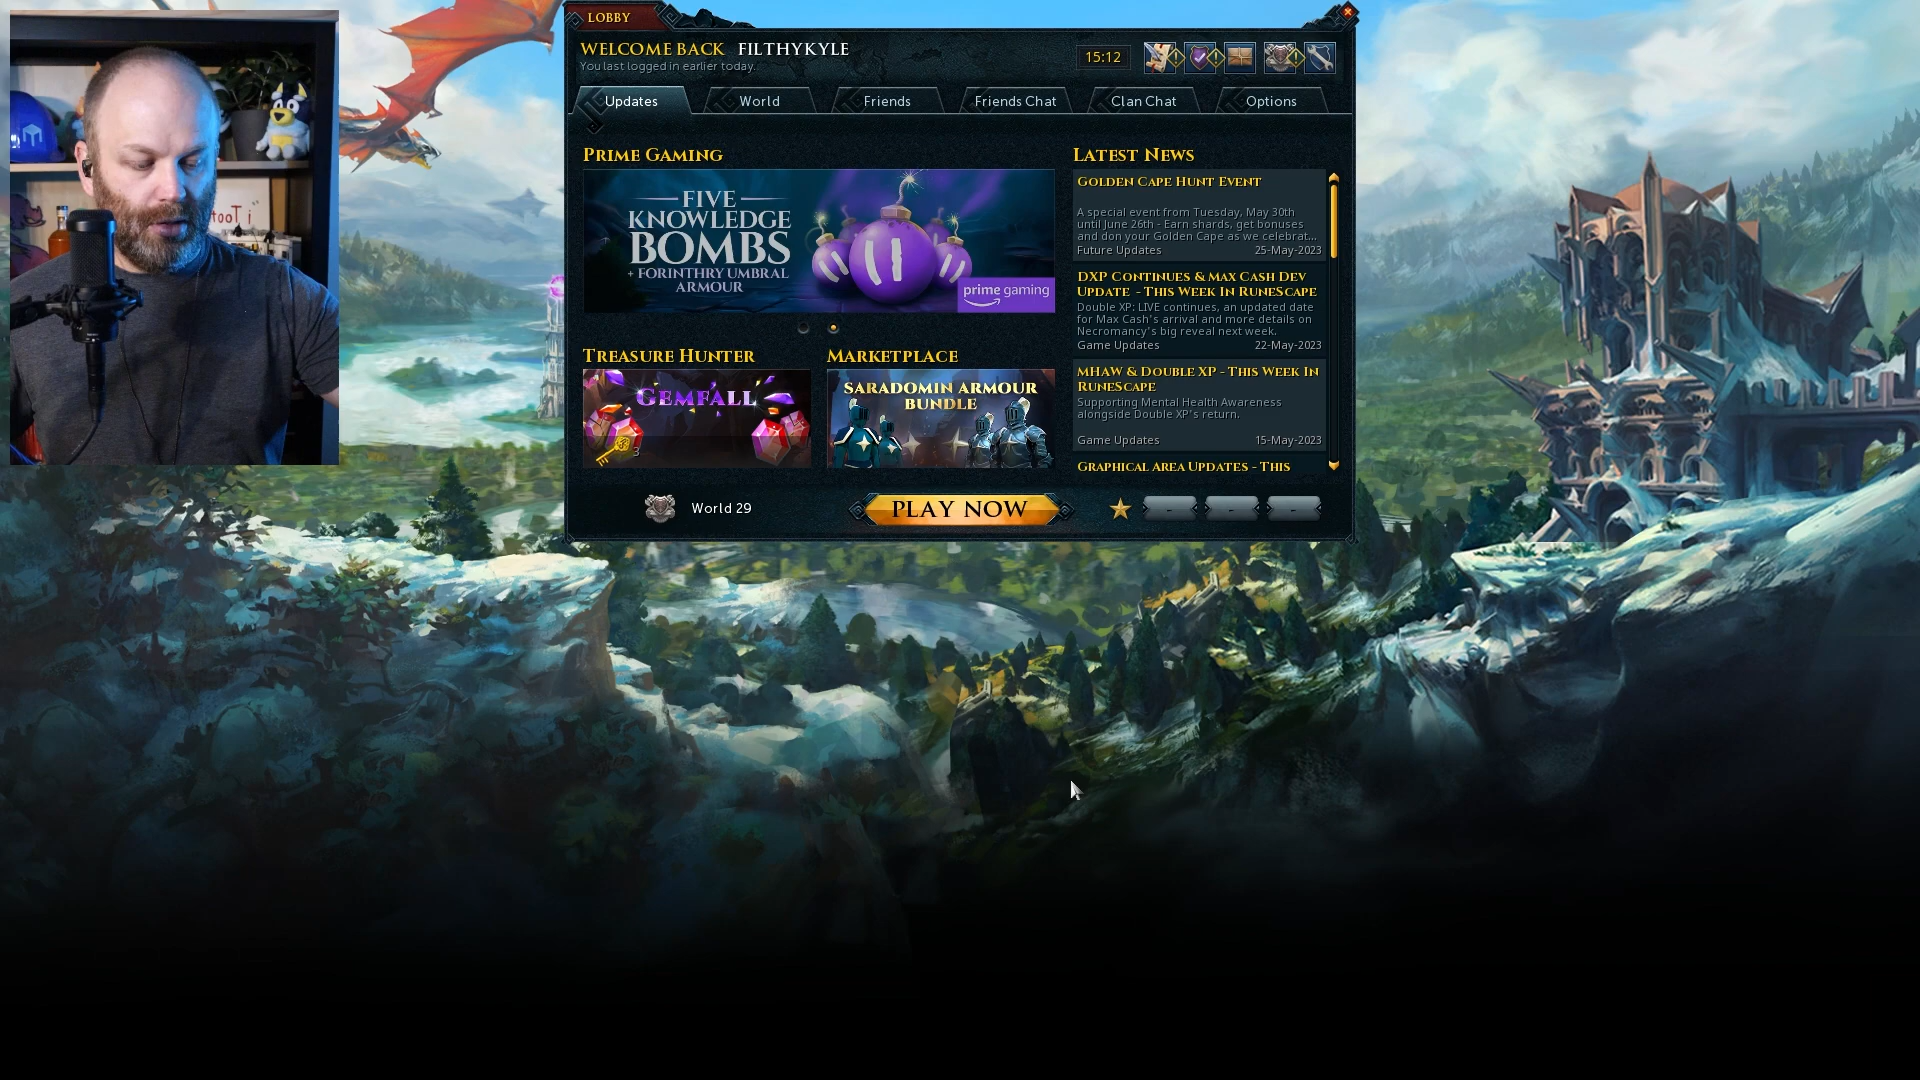 LOBBY
WELCOME BACK FILTHYKYLE
You last logged in earlier today.
15:12
Updates
World
Friends
Friends Chat
Clan Chat
Options
PRIME GAMING
FIVE
KNOWLEDGE
BOMBS
+ FORINTHRY UMBRAL
ARMOUR
prime gaming
TREASURE HUNTER
GEMFALL
3
MARKETPLACE
SARADOMIN ARMOUR
BUNDLE
LATEST NEWS
GOLDEN CAPE HUNT EVENT
A special event from Tuesday, May 30th
until June 26th - Earn shards, get bonuses
and don your Golden Cape as we celebrat...
Future Updates 25-May-2023
DXP CONTINUES & MAX CASH DEV
UPDATE - THIS WEEK IN RUNESCAPE
Double XP: LIVE continues, an updated date
for Max Cash's arrival and more details on
Necromancy's big reveal next week.
Game Updates 22-May-2023
MHAW & DOUBLE XP - THIS WEEK IN
RUNESCAPE
Supporting Mental Health Awareness
alongside Double XP's return.
Game Updates 15-May-2023
GRAPHICAL AREA UPDATES - THIS
World 29
PLAY NOW
- - -